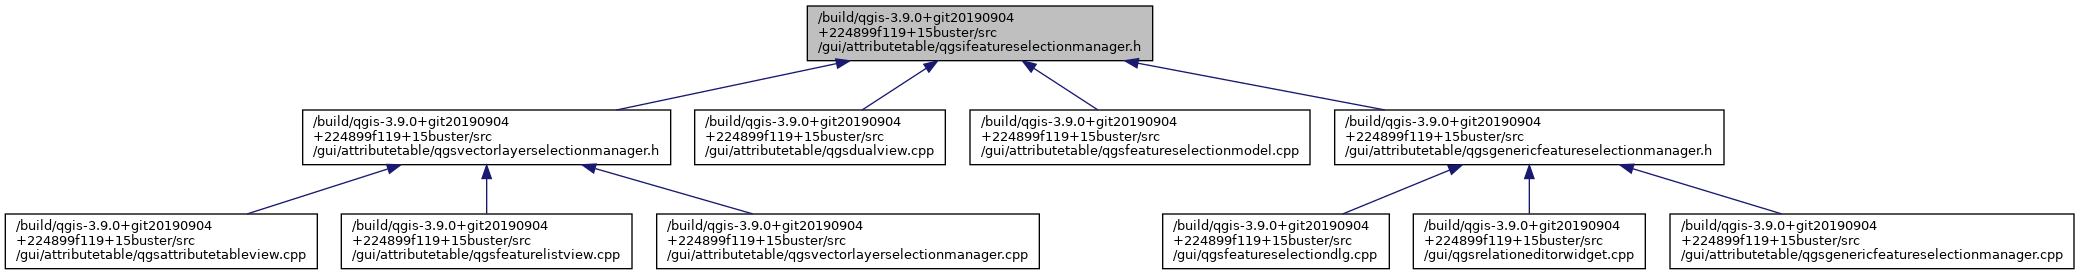 /build/qgis-3.9.0+git20190904
+224899f119+15buster/src
/gui/attributetable/qgsifeatureselectionmanager.h
/build/qgis-3.9.0+git20190904
+224899f119+15buster/src
/gui/attributetable/qgsvectorlayerselectionmanager.h
/build/qgis-3.9.0+git20190904
+224899f119+15buster/src
/gui/attributetable/qgsdualview.cpp
/build/qgis-3.9.0+git20190904
+224899f119+15buster/src
/gui/attributetable/qgsfeatureselectionmodel.cpp
/build/qgis-3.9.0+git20190904
+224899f119+15buster/src
/gui/attributetable/qgsgenericfeatureselectionmanager.h
/build/qgis-3.9.0+git20190904
+224899f119+15buster/src
/gui/attributetable/qgsattributetableview.cpp
/build/qgis-3.9.0+git20190904
+224899f119+15buster/src
/gui/attributetable/qgsfeaturelistview.cpp
/build/qgis-3.9.0+git20190904
+224899f119+15buster/src
/gui/attributetable/qgsvectorlayerselectionmanager.cpp
/build/qgis-3.9.0+git20190904
+224899f119+15buster/src
/gui/qgsfeatureselectiondlg.cpp
/build/qgis-3.9.0+git20190904
+224899f119+15buster/src
/gui/qgsrelationeditorwidget.cpp
/build/qgis-3.9.0+git20190904
+224899f119+15buster/src
/gui/attributetable/qgsgenericfeatureselectionmanager.cpp